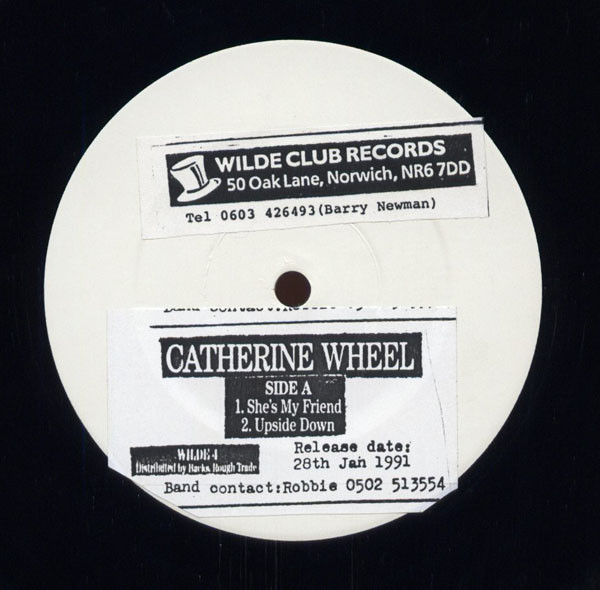 WILDE CLUB RECORDS
50 Oak Lane, Norwich, NR6 7DD
Tel 0603 426493(Barry Newman)
CATHERINE WHEEL
SIDE A
1. She's My Friend
2. Upside Down
WILDE 4
Distributed by Backs, Rough Trade
Release date:
28th Jan 1991
Band contact:Robbie 0502 513554